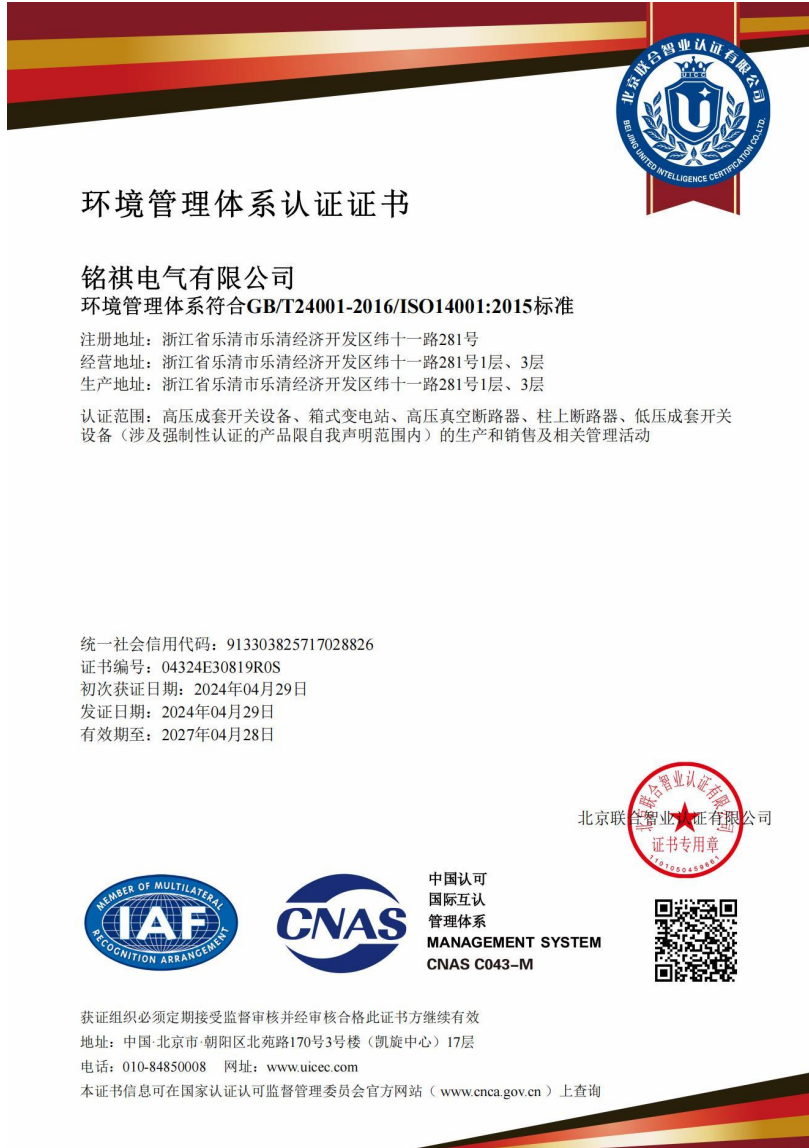 北京联合智业认证有限公司
UICC
BEIJING UNITED INTELLIGENCE CERTIFICATION CO.,LTD.
环境管理体系认证证书
铭祺电气有限公司
环境管理体系符合GB/T24001-2016/ISO14001:2015标准
注册地址：浙江省乐清市乐清经济开发区纬十一路281号
经营地址：浙江省乐清市乐清经济开发区纬十一路281号1层、3层
生产地址：浙江省乐清市乐清经济开发区纬十一路281号1层、3层
认证范围：高压成套开关设备、箱式变电站、高压真空断路器、柱上断路器、低压成套开关
设备（涉及强制性认证的产品限自我声明范围内）的生产和销售及相关管理活动
统一社会信用代码：913303825717028826
证书编号：04324E30819R0S
初次获证日期：2024年04月29日
发证日期：2024年04月29日
有效期至：2027年04月28日
北京联合智业认证有限公司
北京联合智业认证有限公司
证书专用章
1101050459661
MEMBER OF MULTILATERAL
IAF
RECOGNITION ARRANGEMENT
CNAS
中国认可
国际互认
管理体系
MANAGEMENT SYSTEM
CNAS C043-M
获证组织必须定期接受监督审核并经审核合格此证书方继续有效
地址：中国·北京市·朝阳区北苑路170号3号楼（凯旋中心）17层
电话：010-84850008 网址：www.uicec.com
本证书信息可在国家认证认可监督管理委员会官方网站（ www.cnca.gov.cn ）上查询